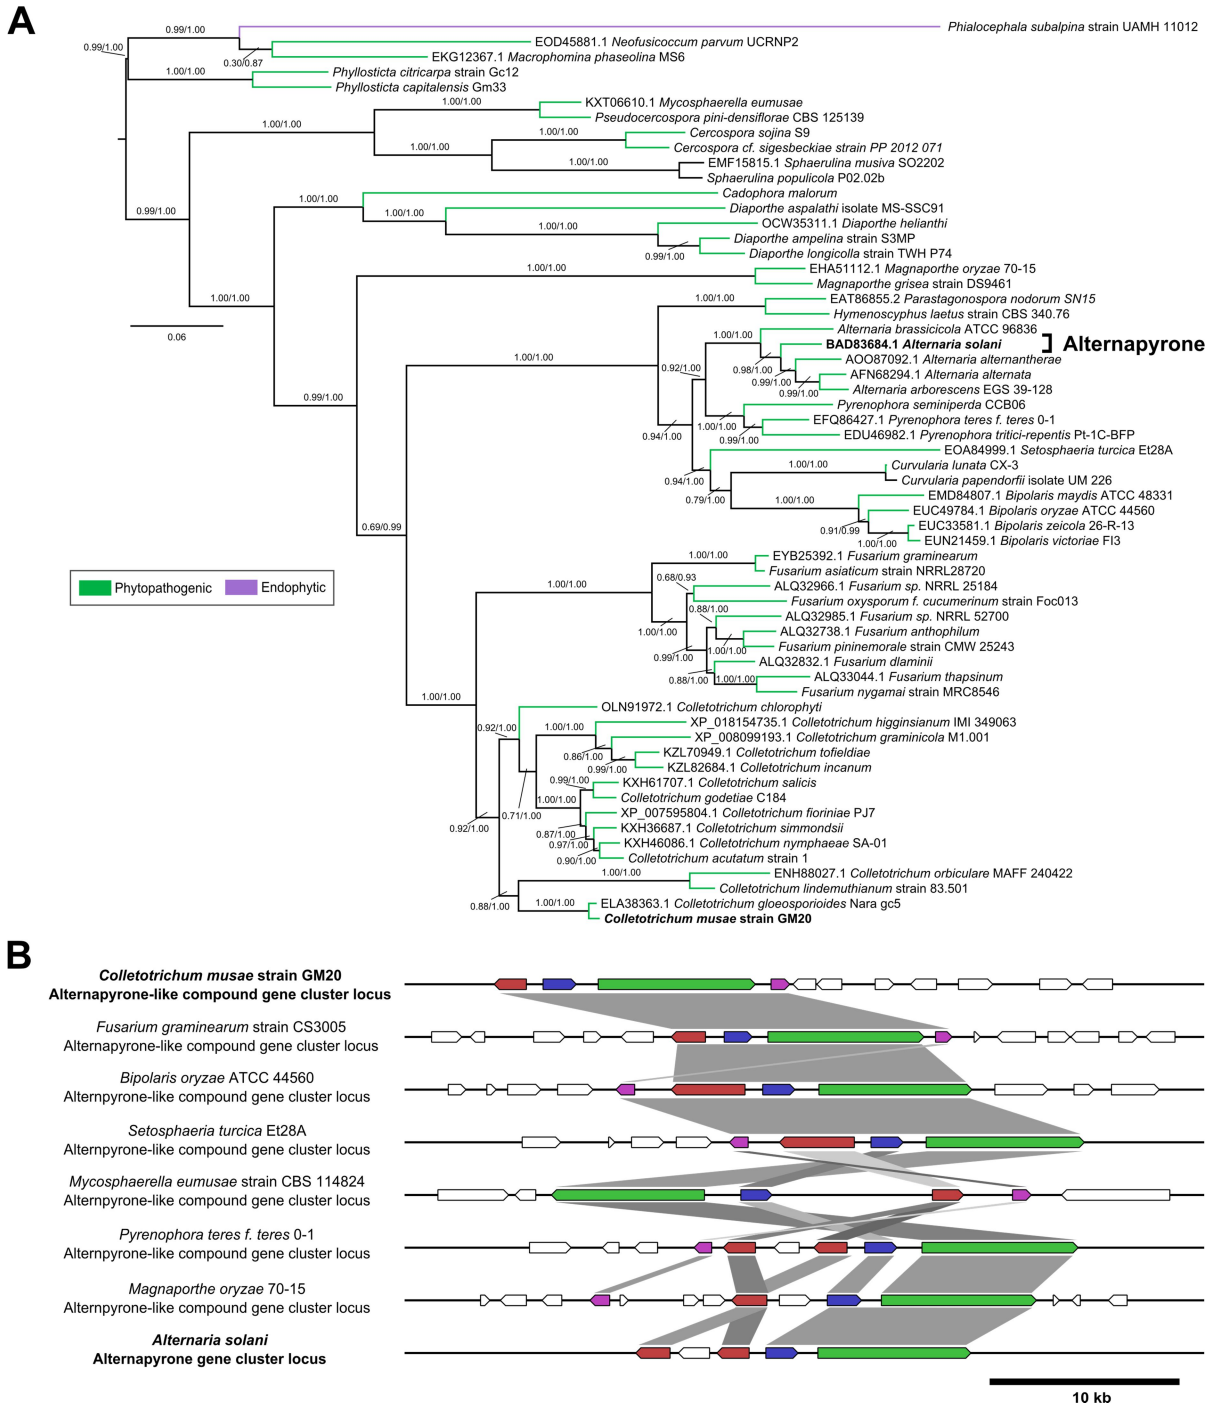 A
0.99/1.00
Phialocephala subalpina strain UAMH 11012
0.99/1.00
EOD45881.1 Neofusicoccum parvum UCRNP2
0.30/0.87
EKG12367.1 Macrophomina phaseolina MS6
1.00/1.00
Phyllosticta citricarpa strain Gc12
Phyllosticta capitalensis Gm33
1.00/1.00
KXT06610.1 Mycosphaerella eumusae
Pseudocercospora pini-densiflorae CBS 125139
1.00/1.00
1.00/1.00
Cercospora sojina S9
Cercospora cf. sigesbeckiae strain PP 2012 071
1.00/1.00
1.00/1.00
EMF15815.1 Sphaerulina musiva SO2202
Sphaerulina populicola P02.02b
1.00/1.00
Cadophora malorum
0.99/1.00
1.00/1.00
Diaporthe aspalathi isolate MS-SSC91
1.00/1.00
OCW35311.1 Diaporthe helianthi
Diaporthe ampelina strain S3MP
0.99/1.00
Diaporthe longicolla strain TWH P74
1.00/1.00
EHA51112.1 Magnaporthe oryzae 70-15
Magnaporthe grisea strain DS9461
1.00/1.00
1.00/1.00
EAT86855.2 Parastagonospora nodorum SN15
Hymenoscyphus laetus strain CBS 340.76
0.06
1.00/1.00
Alternaria brassicicola ATCC 96836
BAD83684.1 Alternaria solani
Alternapyrone
1.00/1.00
0.92/1.00
0.98/1.00
AOO87092.1 Alternaria alternantherae
0.99/1.00
AFN68294.1 Alternaria alternata
0.99/1.00
Alternaria arborescens EGS 39-128
0.99/1.00
Pyrenophora seminiperda CCB06
1.00/1.00
EFQ86427.1 Pyrenophora teres f. teres 0-1
0.94/1.00
0.99/1.00
EDU46982.1 Pyrenophora tritici-repentis Pt-1C-BFP
EOA84999.1 Setosphaeria turcica Et28A
1.00/1.00
Curvularia lunata CX-3
0.94/1.00
Curvularia papendorfii isolate UM 226
0.79/1.00
1.00/1.00
EMD84807.1 Bipolaris maydis ATCC 48331
EUC49784.1 Bipolaris oryzae ATCC 44560
0.69/0.99
0.91/0.99
EUC33581.1 Bipolaris zeicola 26-R-13
1.00/1.00
EUN21459.1 Bipolaris victoriae FI3
1.00/1.00
EYB25392.1 Fusarium graminearum
Fusarium asiaticum strain NRRL28720
1.00/1.00
0.68/0.93
ALQ32966.1 Fusarium sp. NRRL 25184
Phytopathogenic
Endophytic
Fusarium oxysporum f. cucumerinum strain Foc013
0.88/1.00
ALQ32985.1 Fusarium sp. NRRL 52700
1.00/1.00
ALQ32738.1 Fusarium anthophilum
1.00/1.00
Fusarium pininemorale strain CMW 25243
0.99/1.00
ALQ32832.1 Fusarium dlaminii
0.88/1.00
1.00/1.00
ALQ33044.1 Fusarium thapsinum
Fusarium nygamai strain MRC8546
1.00/1.00
OLN91972.1 Colletotrichum chlorophyti
0.92/1.00
1.00/1.00
XP_018154735.1 Colletotrichum higginsianum IMI 349063
XP_008099193.1 Colletotrichum graminicola M1.001
0.86/1.00
KZL70949.1 Colletotrichum tofieldiae
0.99/1.00
KZL82684.1 Colletotrichum incanum
0.99/1.00
KXH61707.1 Colletotrichum salicis
1.00/1.00
Colletotrichum godetiae C184
0.71/1.00
XP_007595804.1 Colletotrichum fioriniae PJ7
0.92/1.00
0.87/1.00
KXH36687.1 Colletotrichum simmondsii
0.97/1.00
KXH46086.1 Colletotrichum nymphaeae SA-01
0.90/1.00
Colletotrichum acutatum strain 1
1.00/1.00
ENH88027.1 Colletotrichum orbiculare MAFF 240422
Colletotrichum lindemuthianum strain 83.501
0.88/1.00
1.00/1.00
ELA38363.1 Colletotrichum gloeosporioides Nara gc5
Colletotrichum musae strain GM20
B
Colletotrichum musae strain GM20
Alternapyrone-like compound gene cluster locus
Fusarium graminearum strain CS3005
Alternapyrone-like compound gene cluster locus
Bipolaris oryzae ATCC 44560
Alternpyrone-like compound gene cluster locus
Setosphaeria turcica Et28A
Alternpyrone-like compound gene cluster locus
Mycosphaerella eumusae strain CBS 114824
Alternpyrone-like compound gene cluster locus
Pyrenophora teres f. teres 0-1
Alternpyrone-like compound gene cluster locus
Magnaporthe oryzae 70-15
Alternpyrone-like compound gene cluster locus
Alternaria solani
Alternapyrone gene cluster locus
10 kb